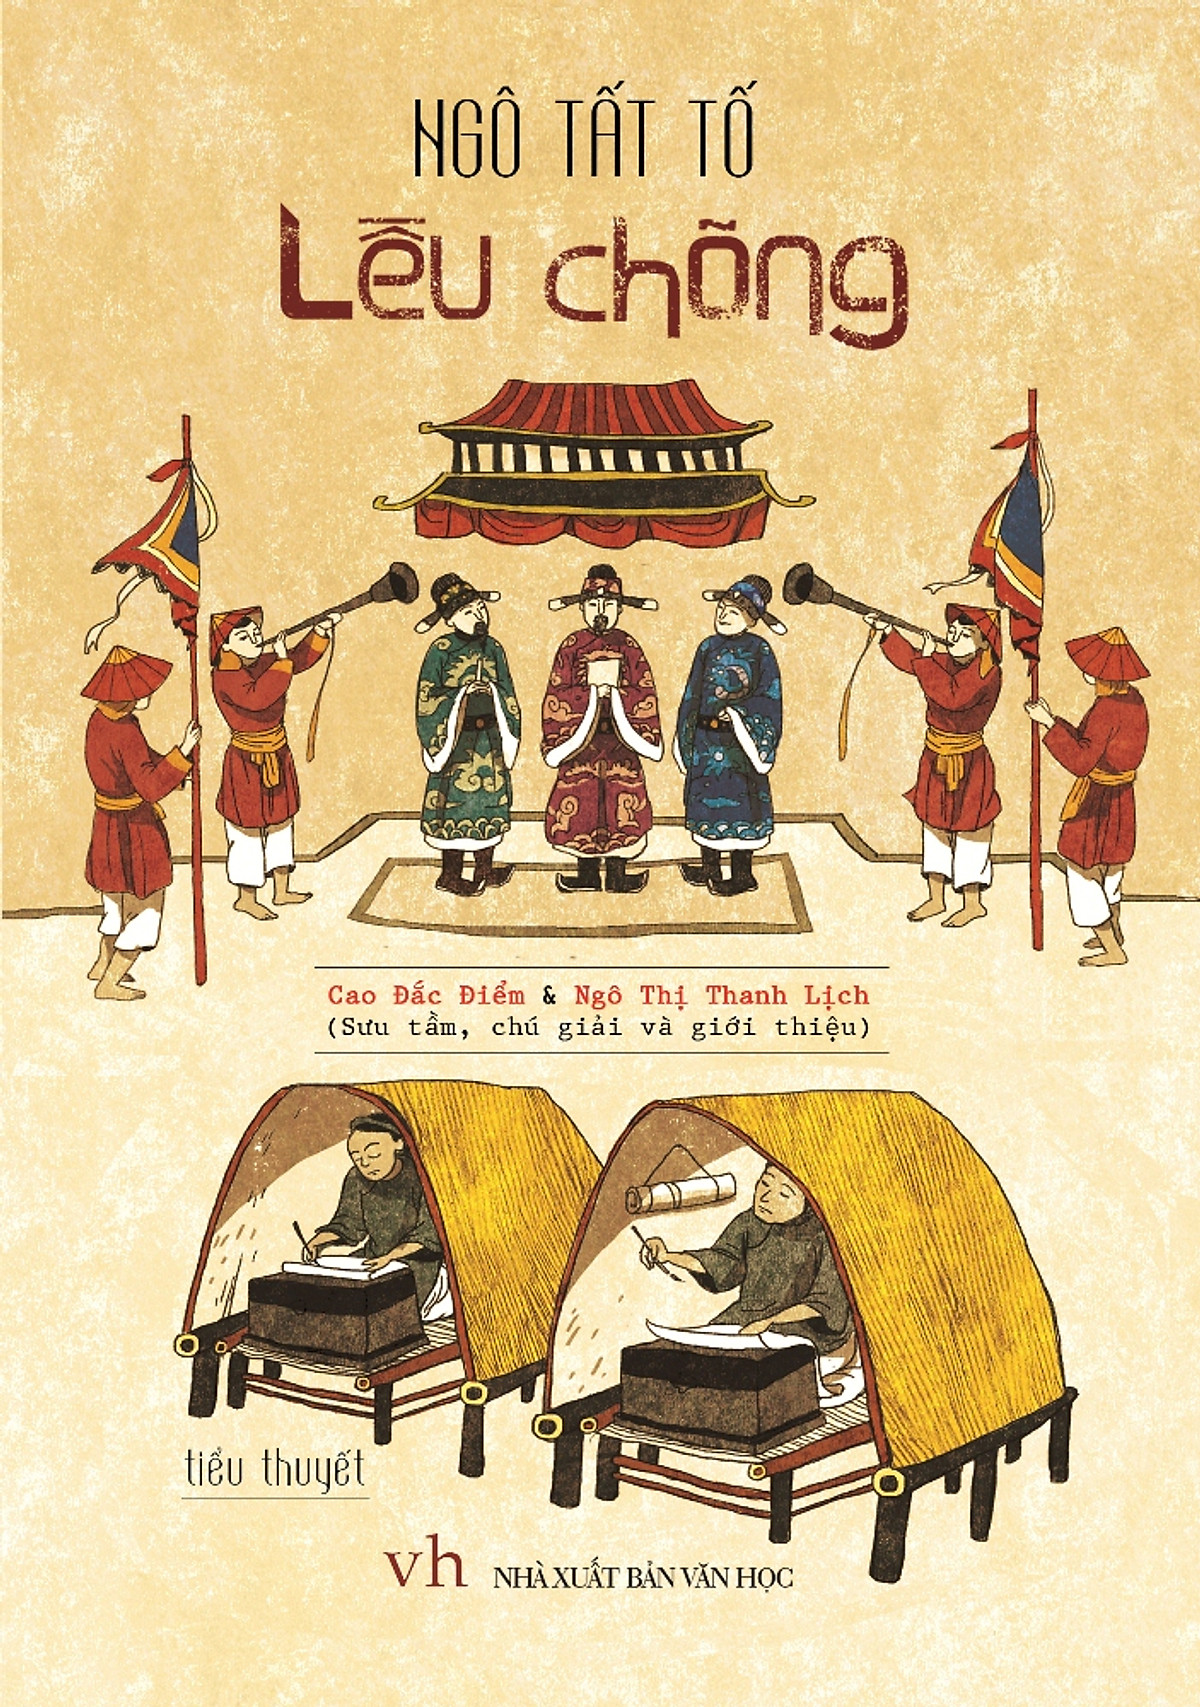 NGÔ TẤT TỐ
Lều chõng
Cao Đắc Điểm & Ngô Thị Thanh Lịch
(Sưu tầm, chú giải và giới thiệu)
tiểu thuyết
vh NHÀ XUẤT BẢN VĂN HỌC